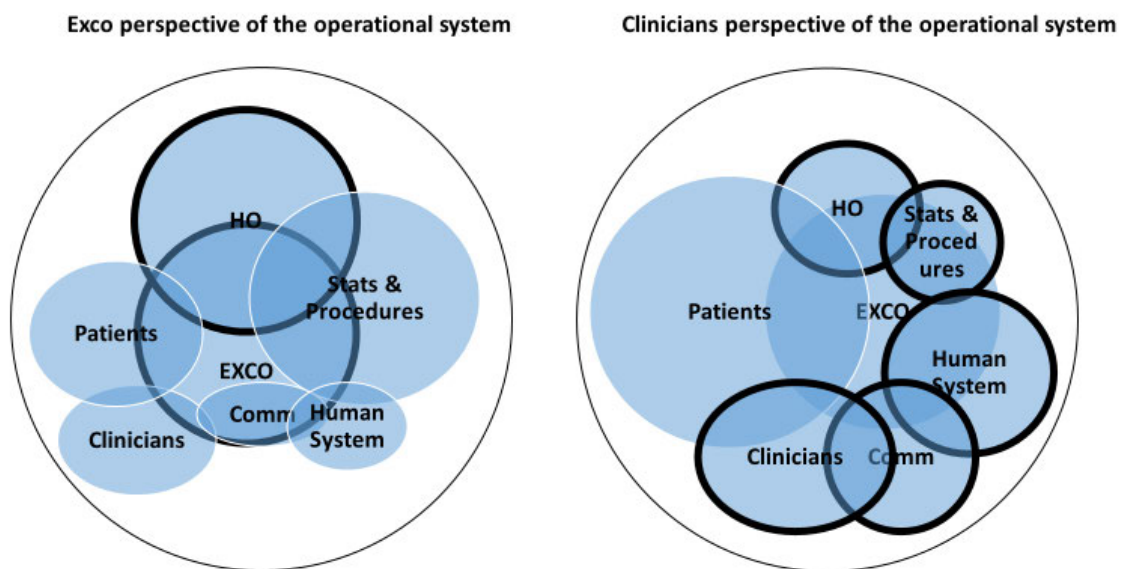 Exco perspective of the operational system
HO
Stats &
Procedures
Patients
EXCO
Comm
Human
System
Clinicians
Clinicians perspective of the operational system
HO
Stats &
Proced
ures
Patients
EXCO
Human
System
Clinicians
Comm